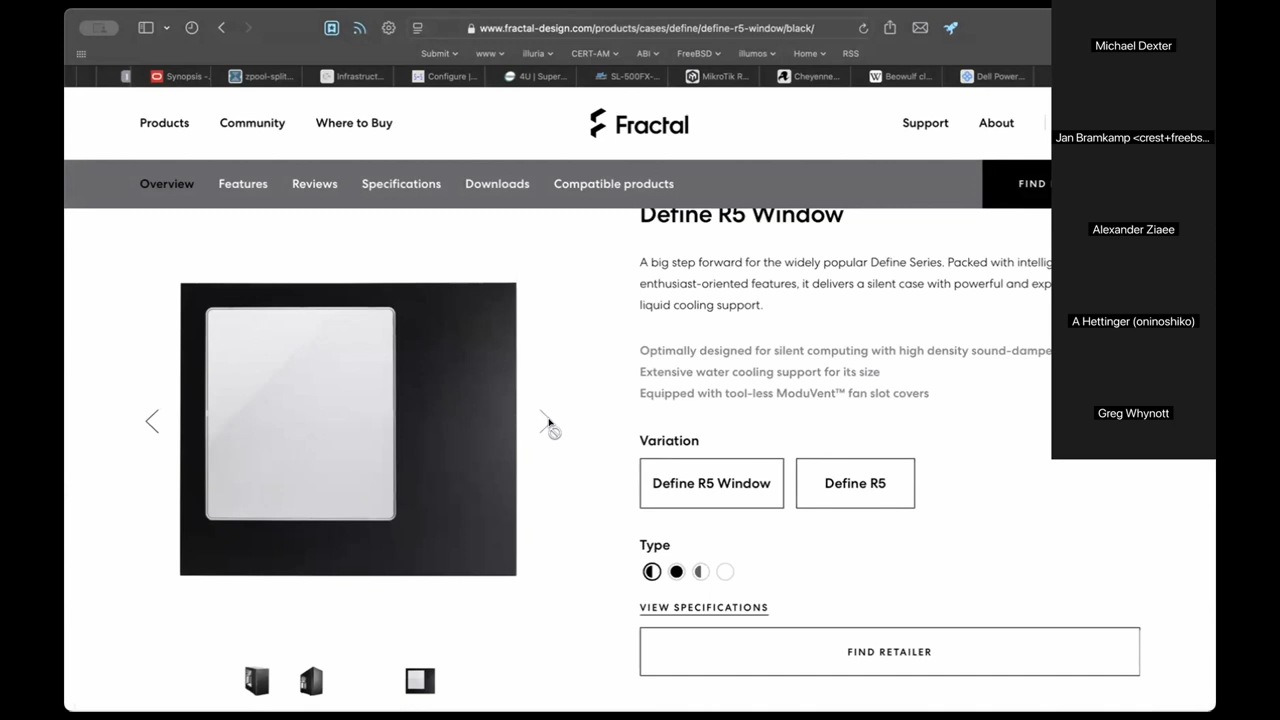 www.fractal-design.com/products/cases/define/define-r5-window/black/
Submit www illuria CERT-AM ABI FreeBSD illumos Home RSS
Synopsis -... zpool-split... Infrastruct... Configure |... 4U | Super... SL-500FX-... MikroTik R... Cheyenne... Beowulf cl... Dell Power...
Products Community Where to Buy Fractal Support About
Overview Features Reviews Specifications Downloads Compatible products FIND
Define R5 Window
A big step forward for the widely popular Define Series. Packed with intellig
enthusiast-oriented features, it delivers a silent case with powerful and exp
liquid cooling support.
Optimally designed for silent computing with high density sound-dampe
Extensive water cooling support for its size
Equipped with tool-less ModuVent™ fan slot covers
Variation
Define R5 Window Define R5
Type
VIEW SPECIFICATIONS
FIND RETAILER
Michael Dexter
Jan Bramkamp <crest+freebs...
Alexander Ziaee
A Hettinger (oninoshiko)
Greg Whynott